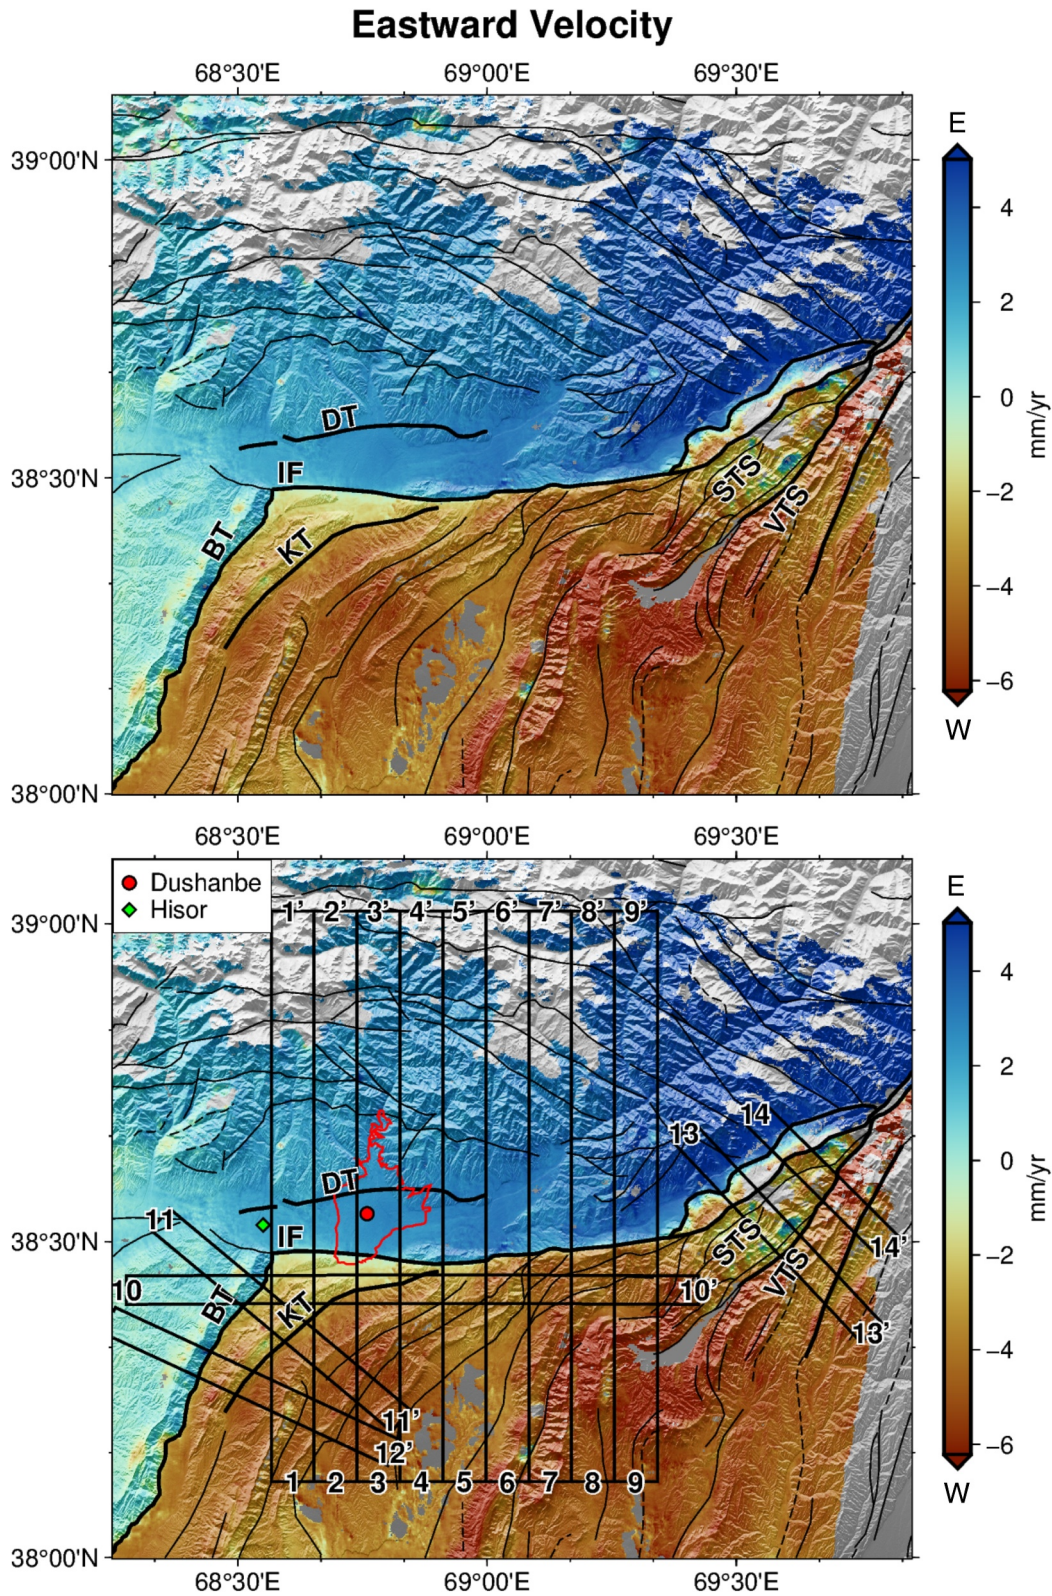 Eastward Velocity
68°30'E 69°00'E 69°30'E
39°00'N
38°30'N
38°00'N
DT
IF
BT
KT
STS
VTS
E
4
2
0
−2
−4
−6
W
mm/yr
68°30'E 69°00'E 69°30'E
Dushanbe
Hisor
1' 2' 3' 4' 5' 6' 7' 8' 9'
39°00'N
38°30'N
38°00'N
14
13
DT
11
IF
STS
14'
10
10'
VTS
BT
KT
13'
11'
12'
1 2 3 4 5 6 7 8 9
E
4
2
0
−2
−4
−6
W
mm/yr
68°30'E 69°00'E 69°30'E